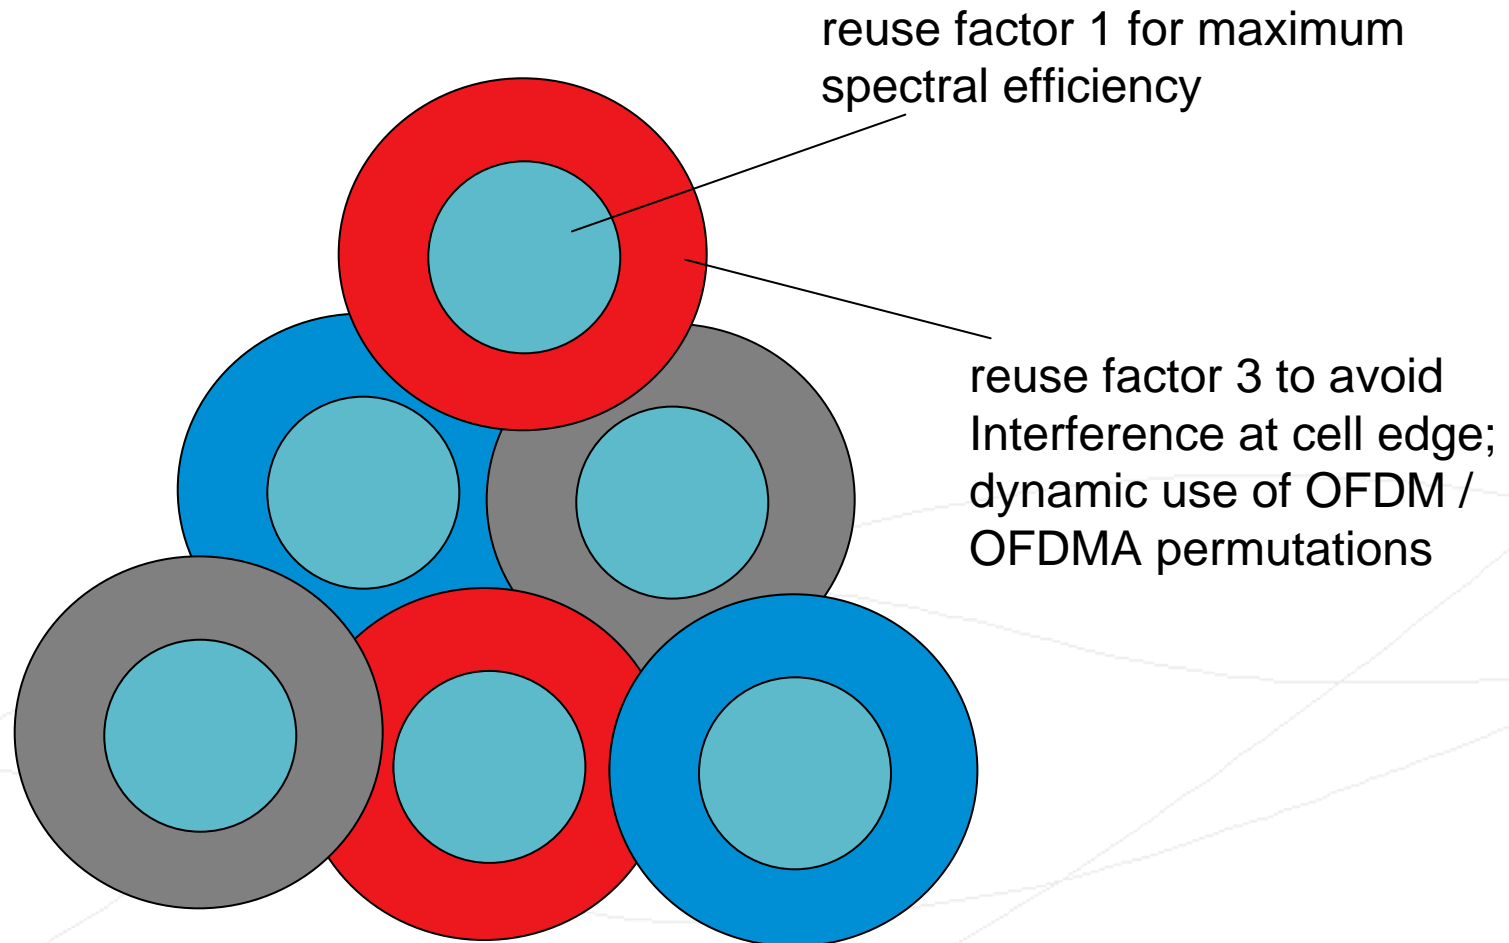 reuse factor 1 for maximum
spectral efficiency
reuse factor 3 to avoid
Interference at cell edge;
dynamic use of OFDM /
OFDMA permutations